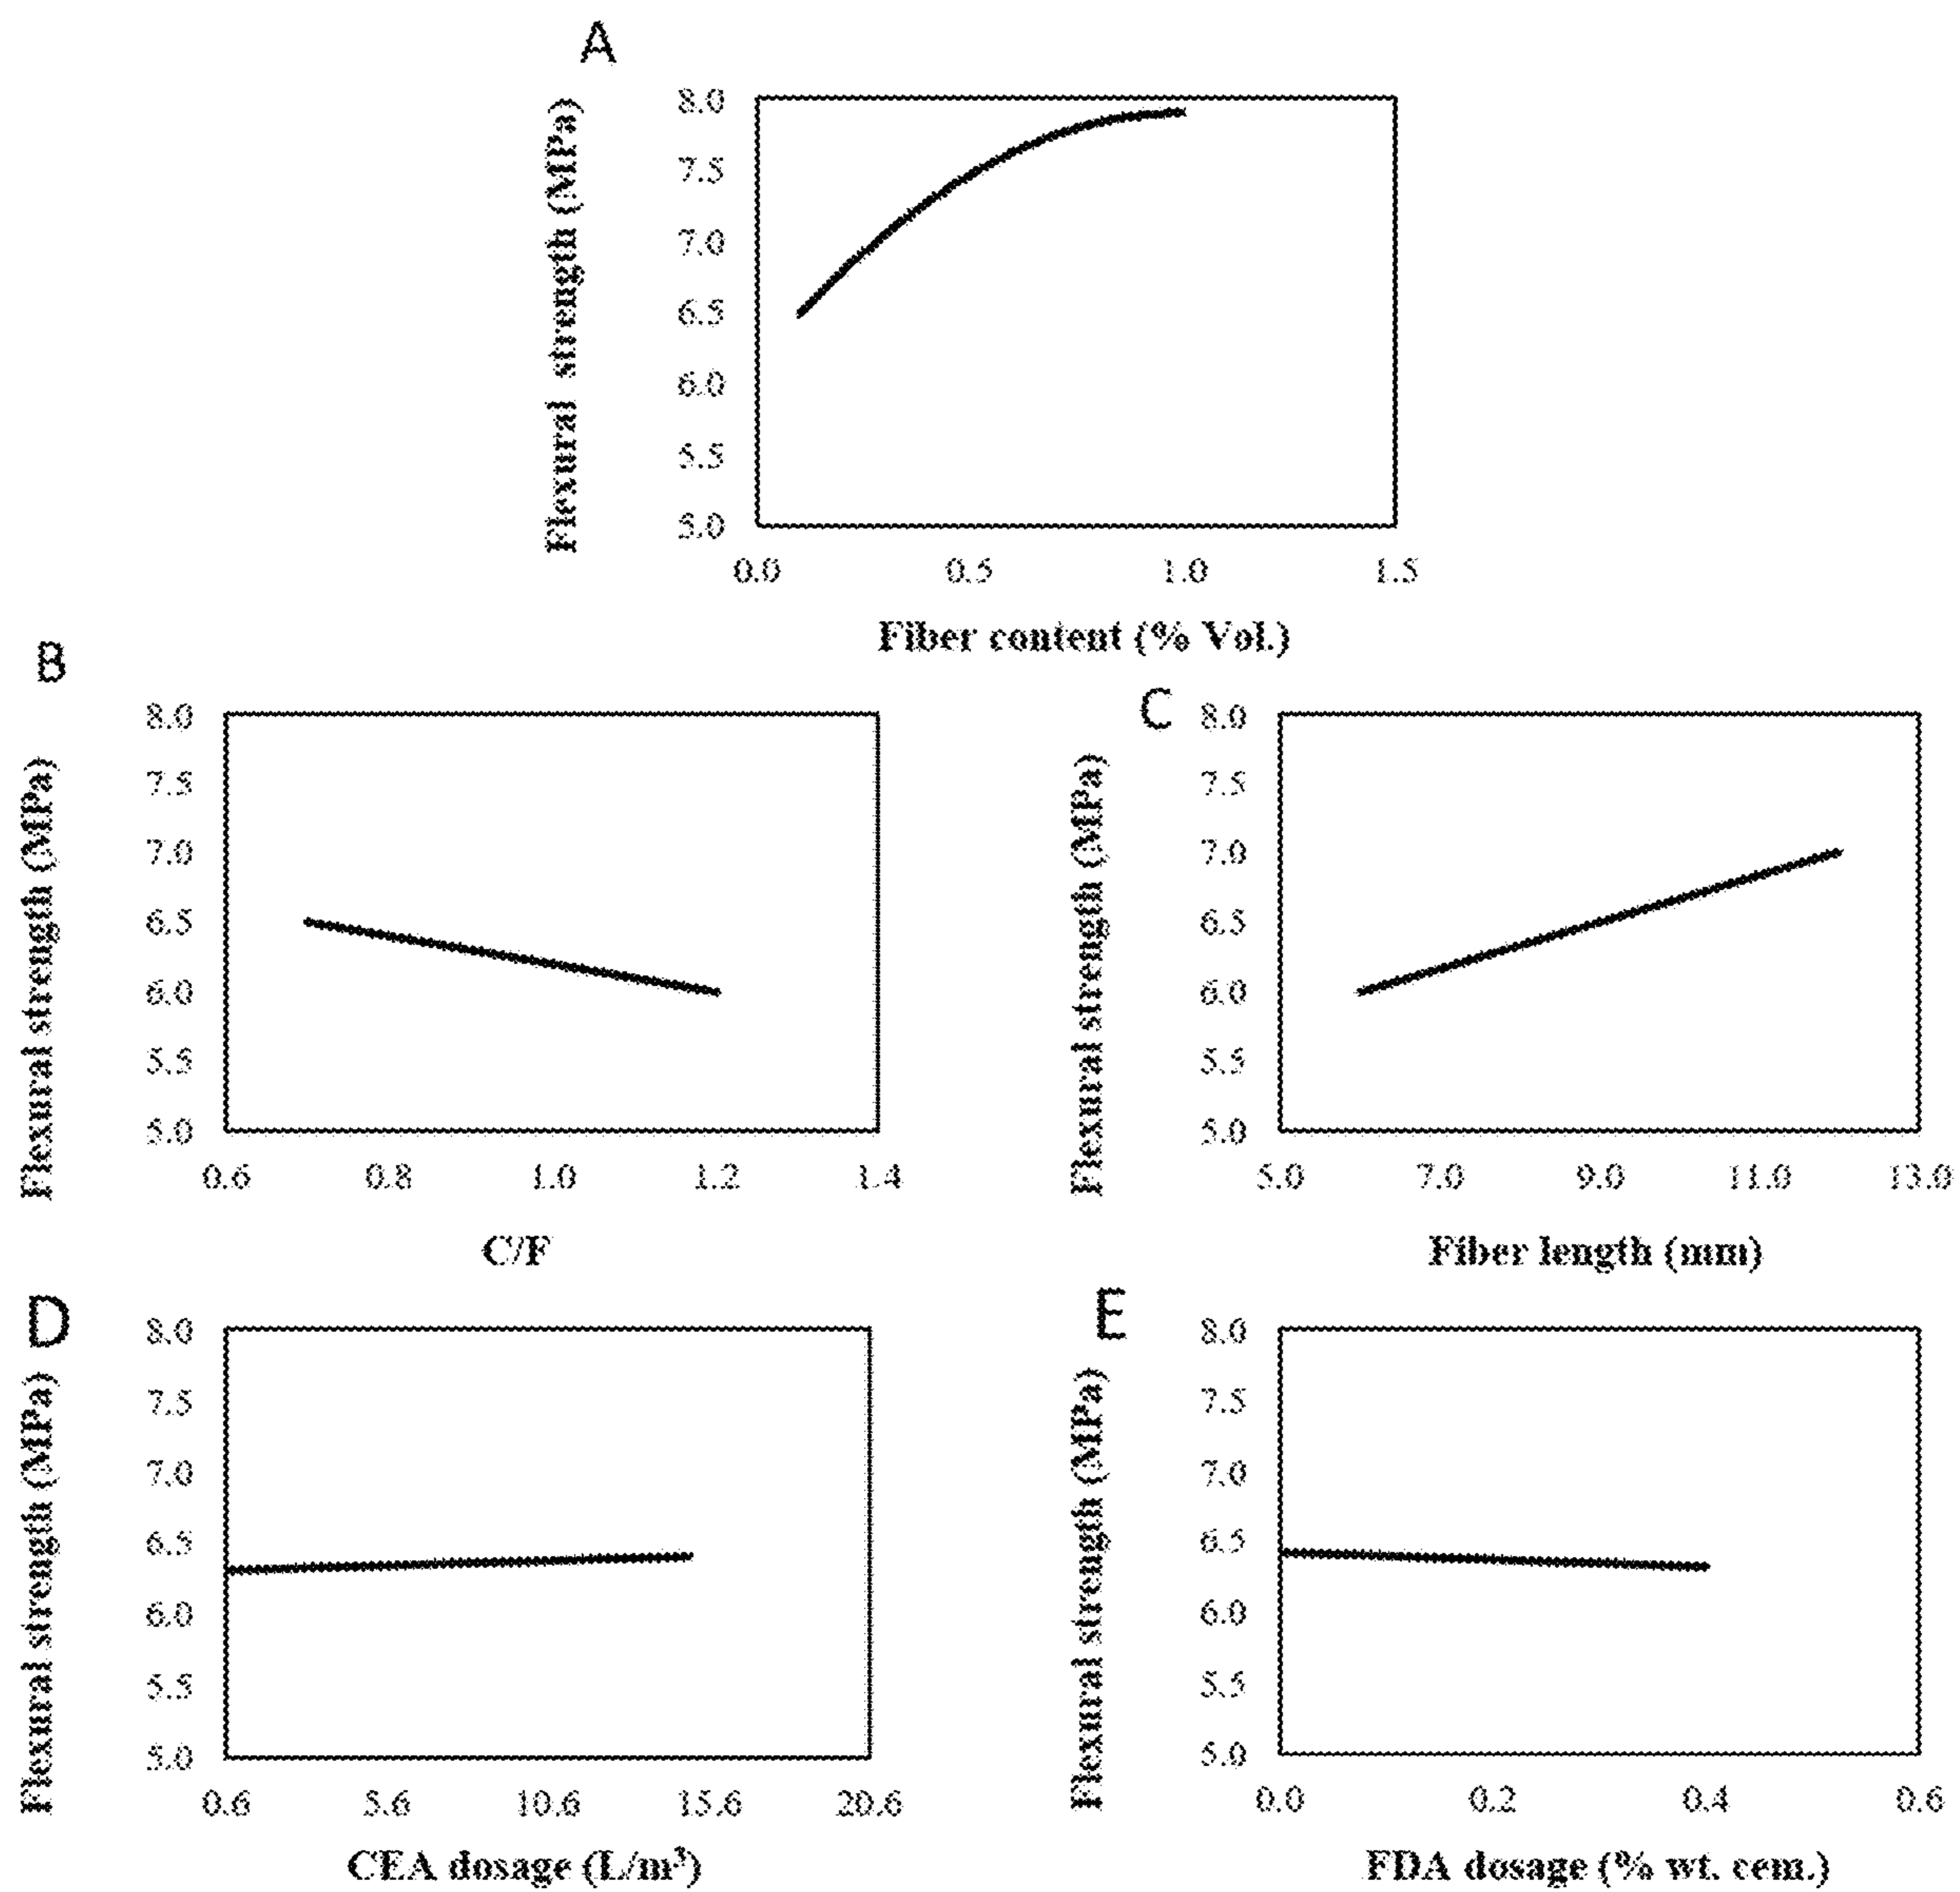 A
Flexural strength (MPa)
8.0
7.5
7.0
6.5
6.0
5.5
5.0
0.0 0.5 1.0 1.5
Fiber content (% Vol.)
B
Flexural strength (MPa)
8.0
7.5
7.0
6.5
6.0
5.5
5.0
0.6 0.8 1.0 1.2 1.4
C/F
C
Flexural strength (MPa)
8.0
7.5
7.0
6.5
6.0
5.5
5.0
5.0 7.0 9.0 11.0 13.0
Fiber length (mm)
D
Flexural strength (MPa)
8.0
7.5
7.0
6.5
6.0
5.5
5.0
0.6 5.6 10.6 15.6 20.6
CEA dosage (L/m³)
E
Flexural strength (MPa)
8.0
7.5
7.0
6.5
6.0
5.5
5.0
0.0 0.2 0.4 0.6
FDA dosage (% wt. cem.)